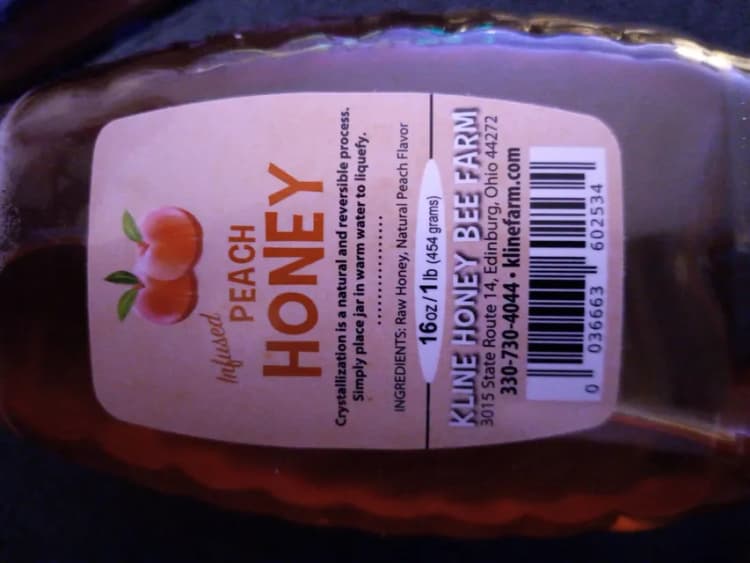 Infused
PEACH
HONEY
Crystallization is a natural and reversible process.
Simply place jar in warm water to liquefy.
INGREDIENTS: Raw Honey, Natural Peach Flavor
16oz/1lb (454 grams)
KLINE HONEY BEE FARM
3015 State Route 14, Edinburg, Ohio 44272
330-730-4044 • klinefarm.com
0 036663 602534